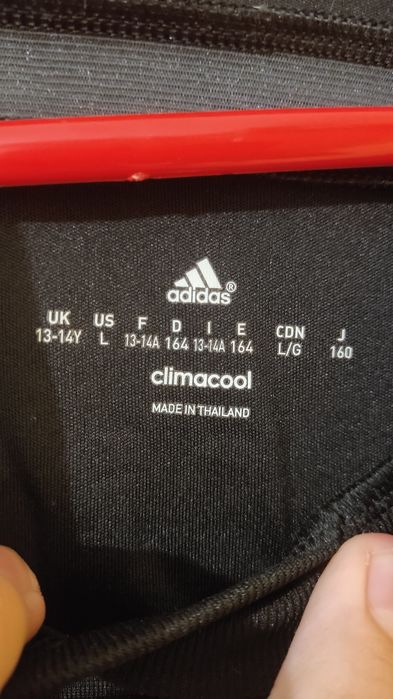 adidas®
UK US F D I E CDN J
13-14Y L 13-14A 164 13-14A 164 L/G 160
climacool
MADE IN THAILAND